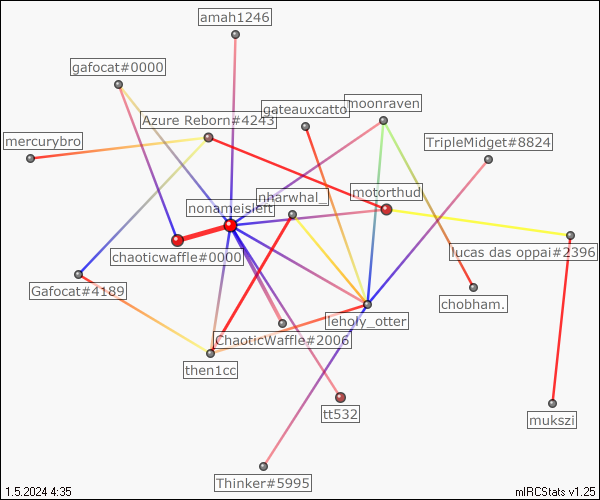 amah1246
gafocat#0000
gateauxcatto
moonraven
Azure Reborn#4243
mercurybro
TripleMidget#8824
motorthud
nharwhal_
nonameisleft
lucas das oppai#2396
chaoticwaffle#0000
Gafocat#4189
chobham.
leholy_otter
ChaoticWaffle#2006
then1cc
tt532
mukszi
Thinker#5995
1.5.2024 4:35
mIRCStats v1.25